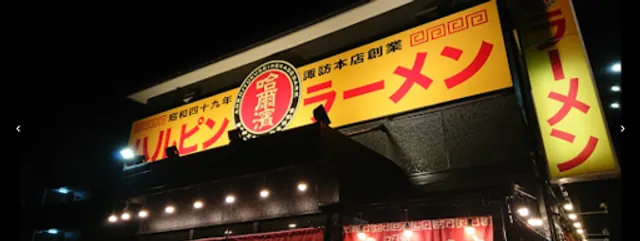 昭和四十九年 諏訪本店創業
ハルピン 哈爾濱 ラーメン
ラーメン